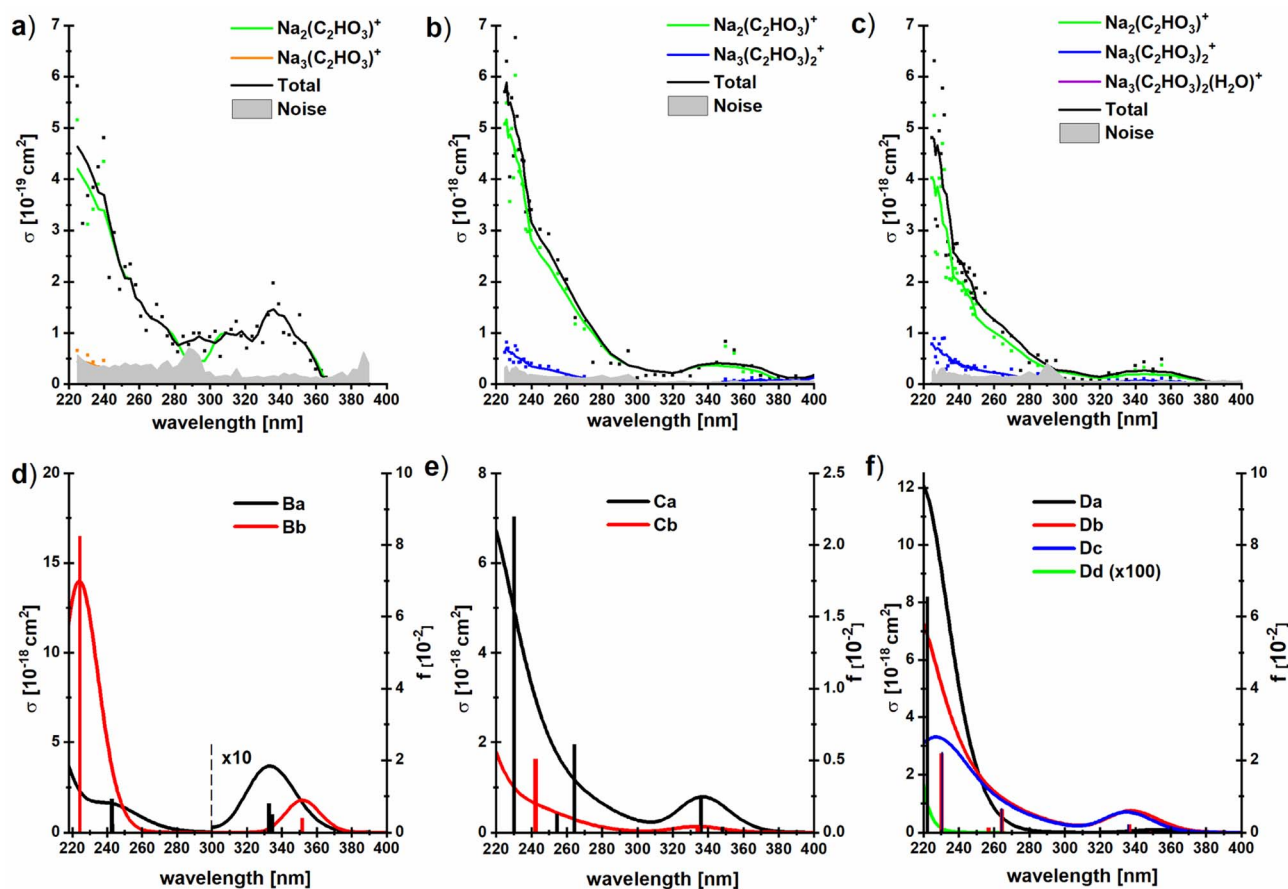 a)
Na₂(C₂HO₃)⁺
Na₃(C₂HO₃)⁺
Total
Noise
σ [10⁻¹⁹ cm²]
7
6
5
4
3
2
1
0
220 240 260 280 300 320 340 360 380 400
wavelength [nm]
b)
Na₂(C₂HO₃)⁺
Na₃(C₂HO₃)₂⁺
Total
Noise
σ [10⁻¹⁸ cm²]
7
6
5
4
3
2
1
0
220 240 260 280 300 320 340 360 380 400
wavelength [nm]
c)
Na₂(C₂HO₃)⁺
Na₃(C₂HO₃)₂⁺
Na₃(C₂HO₃)₂(H₂O)⁺
Total
Noise
σ [10⁻¹⁸ cm²]
7
6
5
4
3
2
1
0
220 240 260 280 300 320 340 360 380 400
wavelength [nm]
d)
Ba
Bb
x10
σ [10⁻¹⁸ cm²]
20
15
10
5
0
f [10⁻²]
10
8
6
4
2
0
220 240 260 280 300 320 340 360 380 400
wavelength [nm]
e)
Ca
Cb
σ [10⁻¹⁸ cm²]
8
6
4
2
0
f [10⁻²]
2.5
2.0
1.5
1.0
0.5
0.0
220 240 260 280 300 320 340 360 380 400
wavelength [nm]
f)
Da
Db
Dc
Dd (x100)
σ [10⁻¹⁸ cm²]
12
10
8
6
4
2
0
f [10⁻²]
10
8
6
4
2
0
220 240 260 280 300 320 340 360 380 400
wavelength [nm]